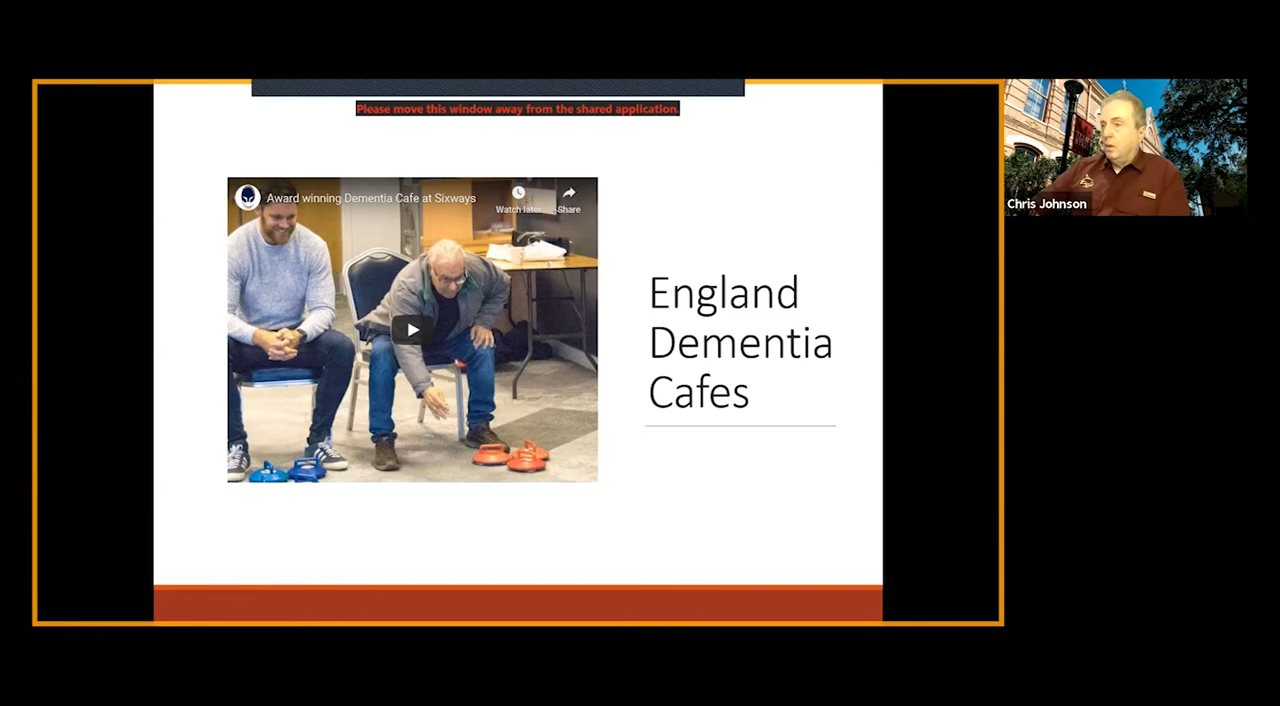 Please move this window away from the shared application.
Award winning Dementia Cafe at Sixways
Watch later
Share
England
Dementia
Cafes
Chris Johnson